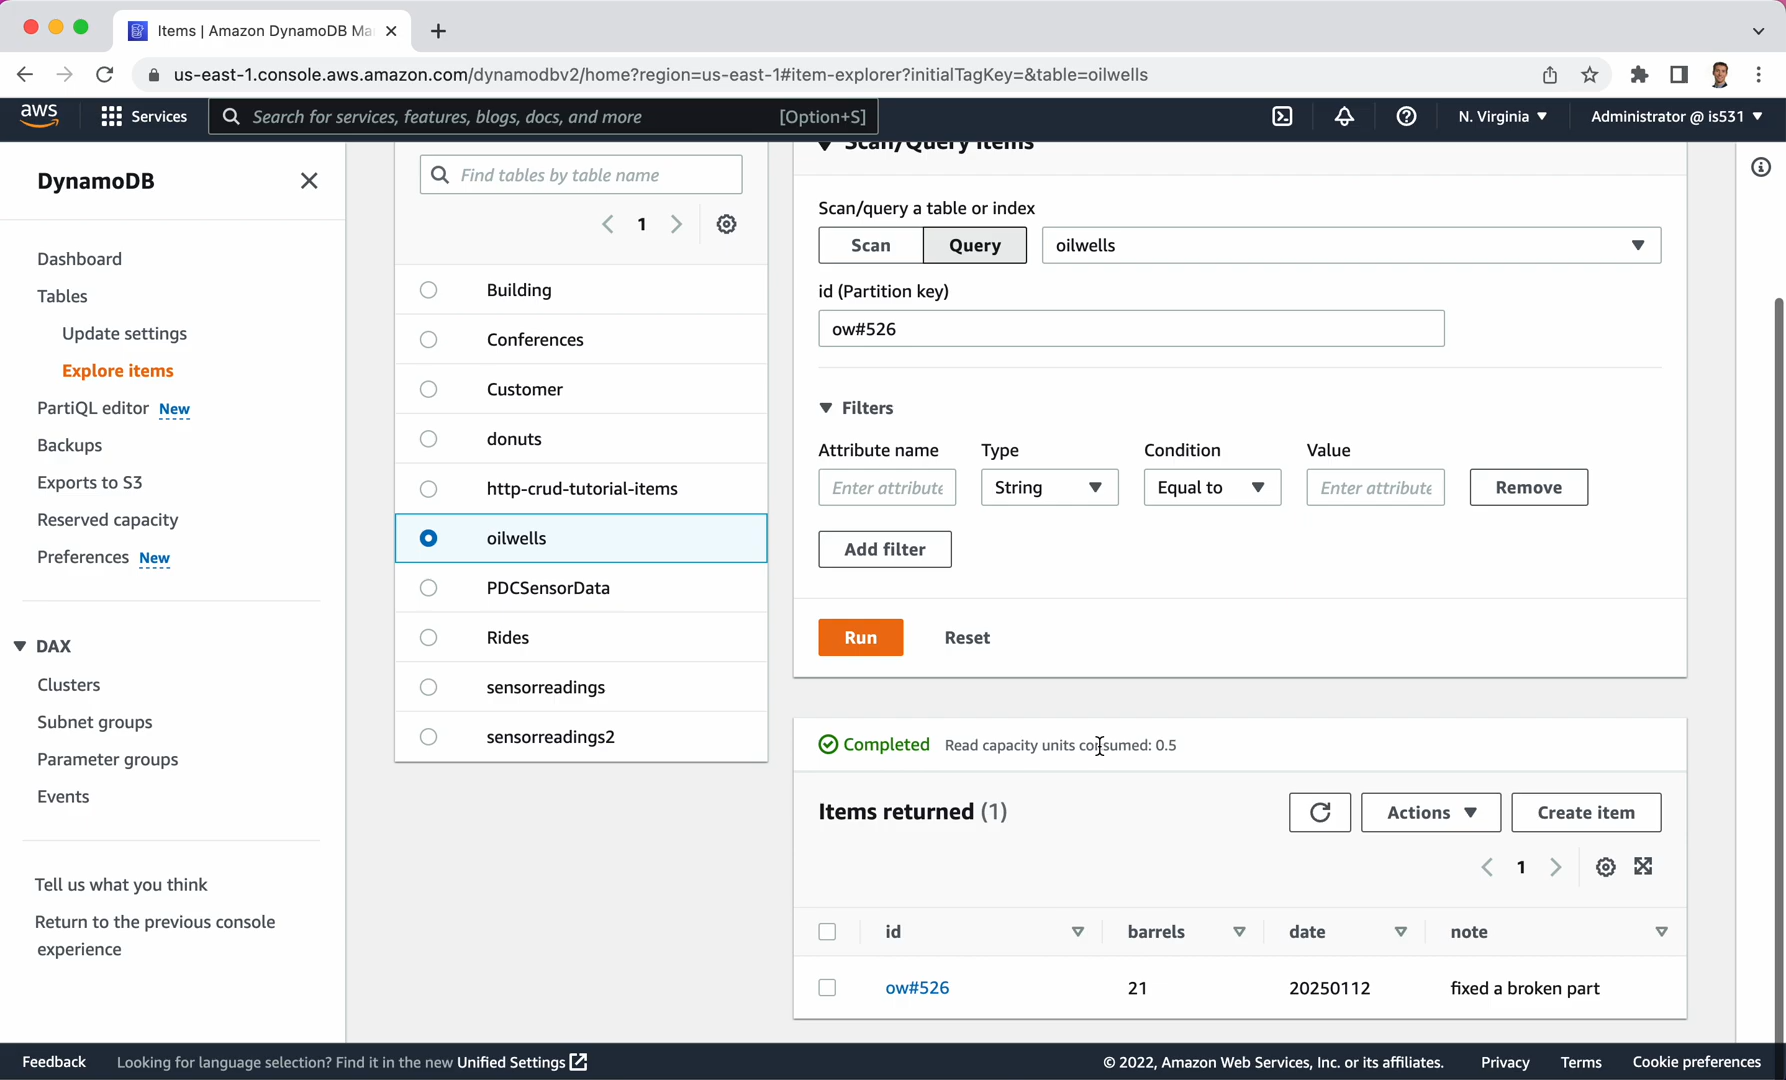 Items | Amazon DynamoDB Ma
us-east-1.console.aws.amazon.com/dynamodbv2/home?region=us-east-1#item-explorer?initialTagKey=&table=oilwells
aws
Services
Search for services, features, blogs, docs, and more
[Option+S]
N. Virginia
Administrator @ is531
DynamoDB
Dashboard
Tables
Update settings
Explore items
PartiQL editor New
Backups
Exports to S3
Reserved capacity
Preferences New
DAX
Clusters
Subnet groups
Parameter groups
Events
Tell us what you think
Return to the previous console
experience
Find tables by table name
1
Building
Conferences
Customer
donuts
http-crud-tutorial-items
oilwells
PDCSensorData
Rides
sensorreadings
sensorreadings2
Scan/Query items
Scan/query a table or index
Scan
Query
oilwells
id (Partition key)
ow#526
Filters
Attribute name Type Condition Value
Enter attribute String Equal to Enter attribute Remove
Add filter
Run Reset
Completed Read capacity units consumed: 0.5
Items returned (1)
Actions
Create item
1
id barrels date note
ow#526 21 20250112 fixed a broken part
Feedback
Looking for language selection? Find it in the new Unified Settings
© 2022, Amazon Web Services, Inc. or its affiliates.
Privacy
Terms
Cookie preferences